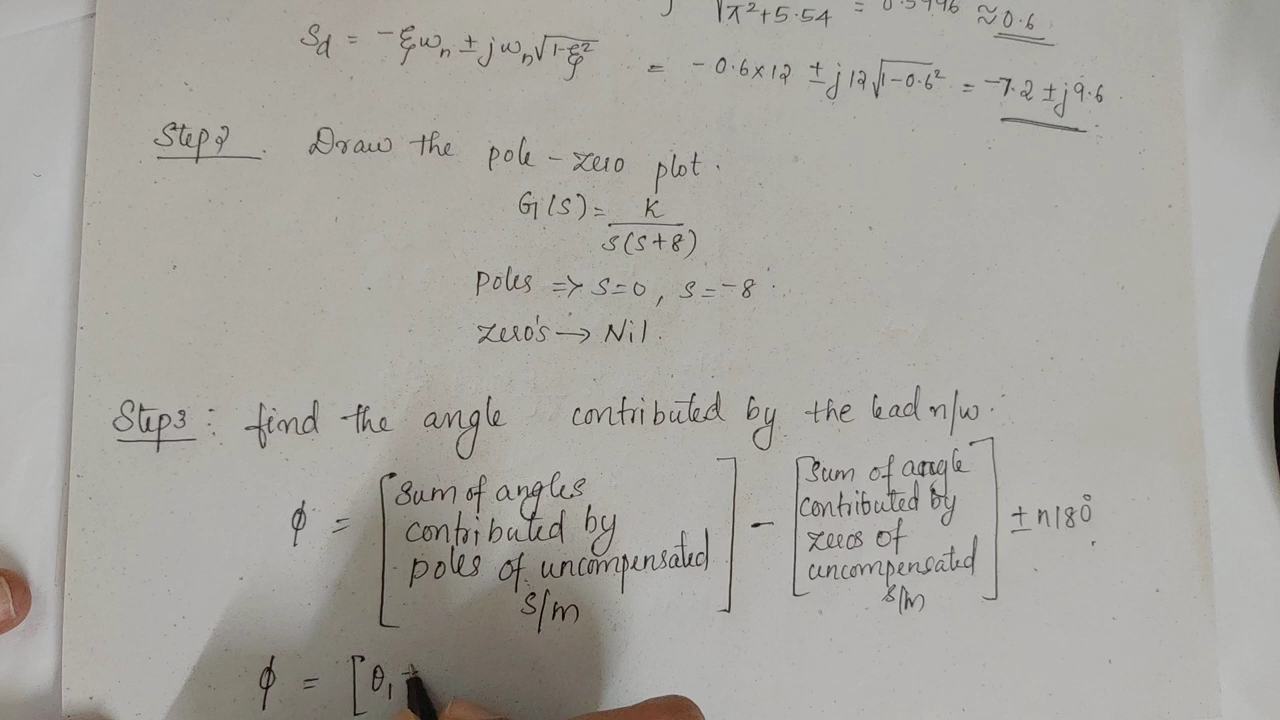 √π²+5.54 = 0.5996 ≈ 0.6
Sd = -ξωn ± jωn√1-ξ² = -0.6×12 ± j12√1-0.6² = -7.2 ± j9.6
Step2. Draw the pole-zero plot.
G(S) = K
s(s+8)
Poles => S=0, S=-8.
zero's → Nil.
Step3: find the angle contributed by the lead n/w.
ϕ = [Sum of angles contributed by poles of uncompensated s/m] - [Sum of angle contributed by zeros of uncompensated s/m] ± n180°.
ϕ = [θ₁ +